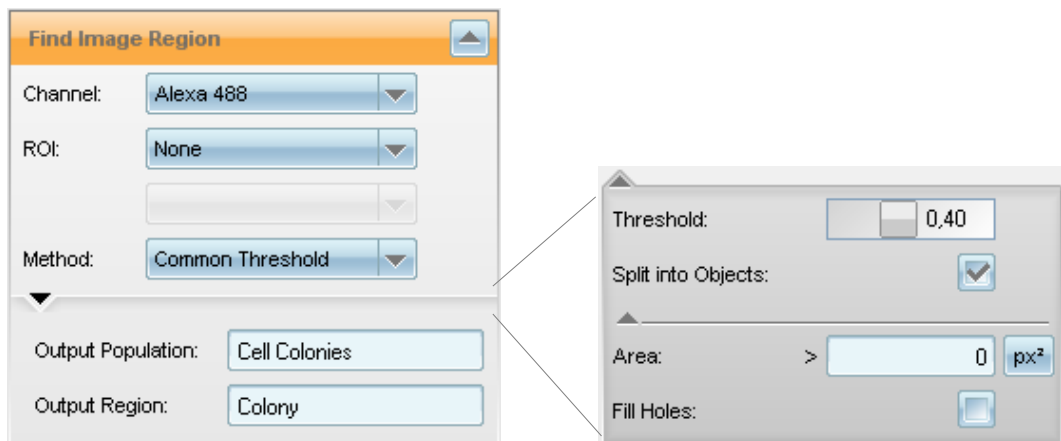 Find Image Region
Channel: Alexa 488
ROI: None
Method: Common Threshold
Output Population: Cell Colonies
Output Region: Colony
Threshold: 0,40
Split into Objects:
Area: > 0 px²
Fill Holes: